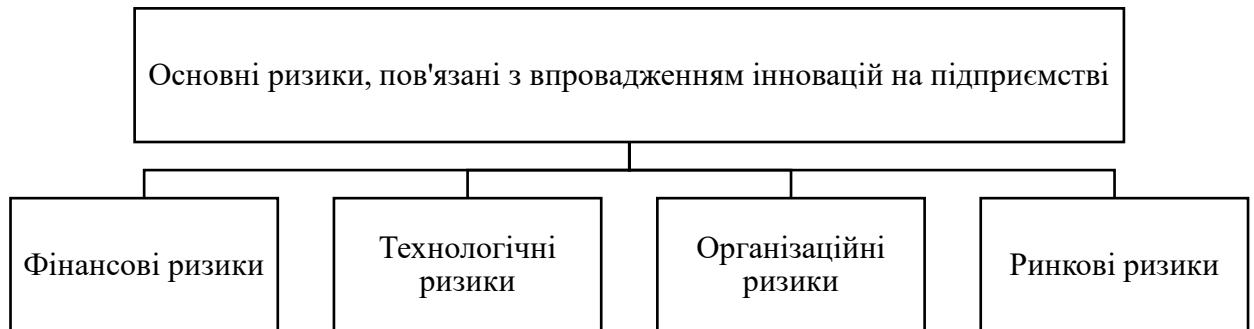 Основні ризики, пов'язані з впровадженням інновацій на підприємстві
Фінансові ризики
Технологічні
ризики
Організаційні
ризики
Ринкові ризики